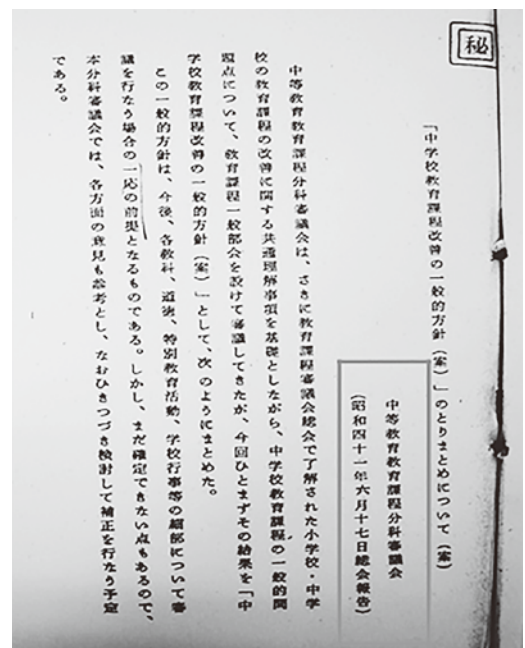 秘
「中学校教育課程改善の一般的方針（案）」のとりまとめについて（案）
中等教育教育課程分科審議会
（昭和四十一年六月十七日総会報告）
中等教育教育課程分科審議会は、さきに教育課程審議会総会で了解された小学校・中学
校の教育課程の改善に関する共通理解事項を基礎としながら、中学校教育課程の一般的問
題点について、教育課程一般部会を設けて審議してきたが、今回ひとまずその結果を「中
学校教育課程改善の一般的方針（案）」として、次のようにまとめた。
この一般的方針は、今後、各教科、道徳、特別教育活動、学校行事等の細部について審
議を行なう場合の一応の前提となるものである。しかし、まだ確定できない点もあるので、
本分科審議会では、各方面の意見も参考とし、なおひきつづき検討して補正を行なう予定
である。